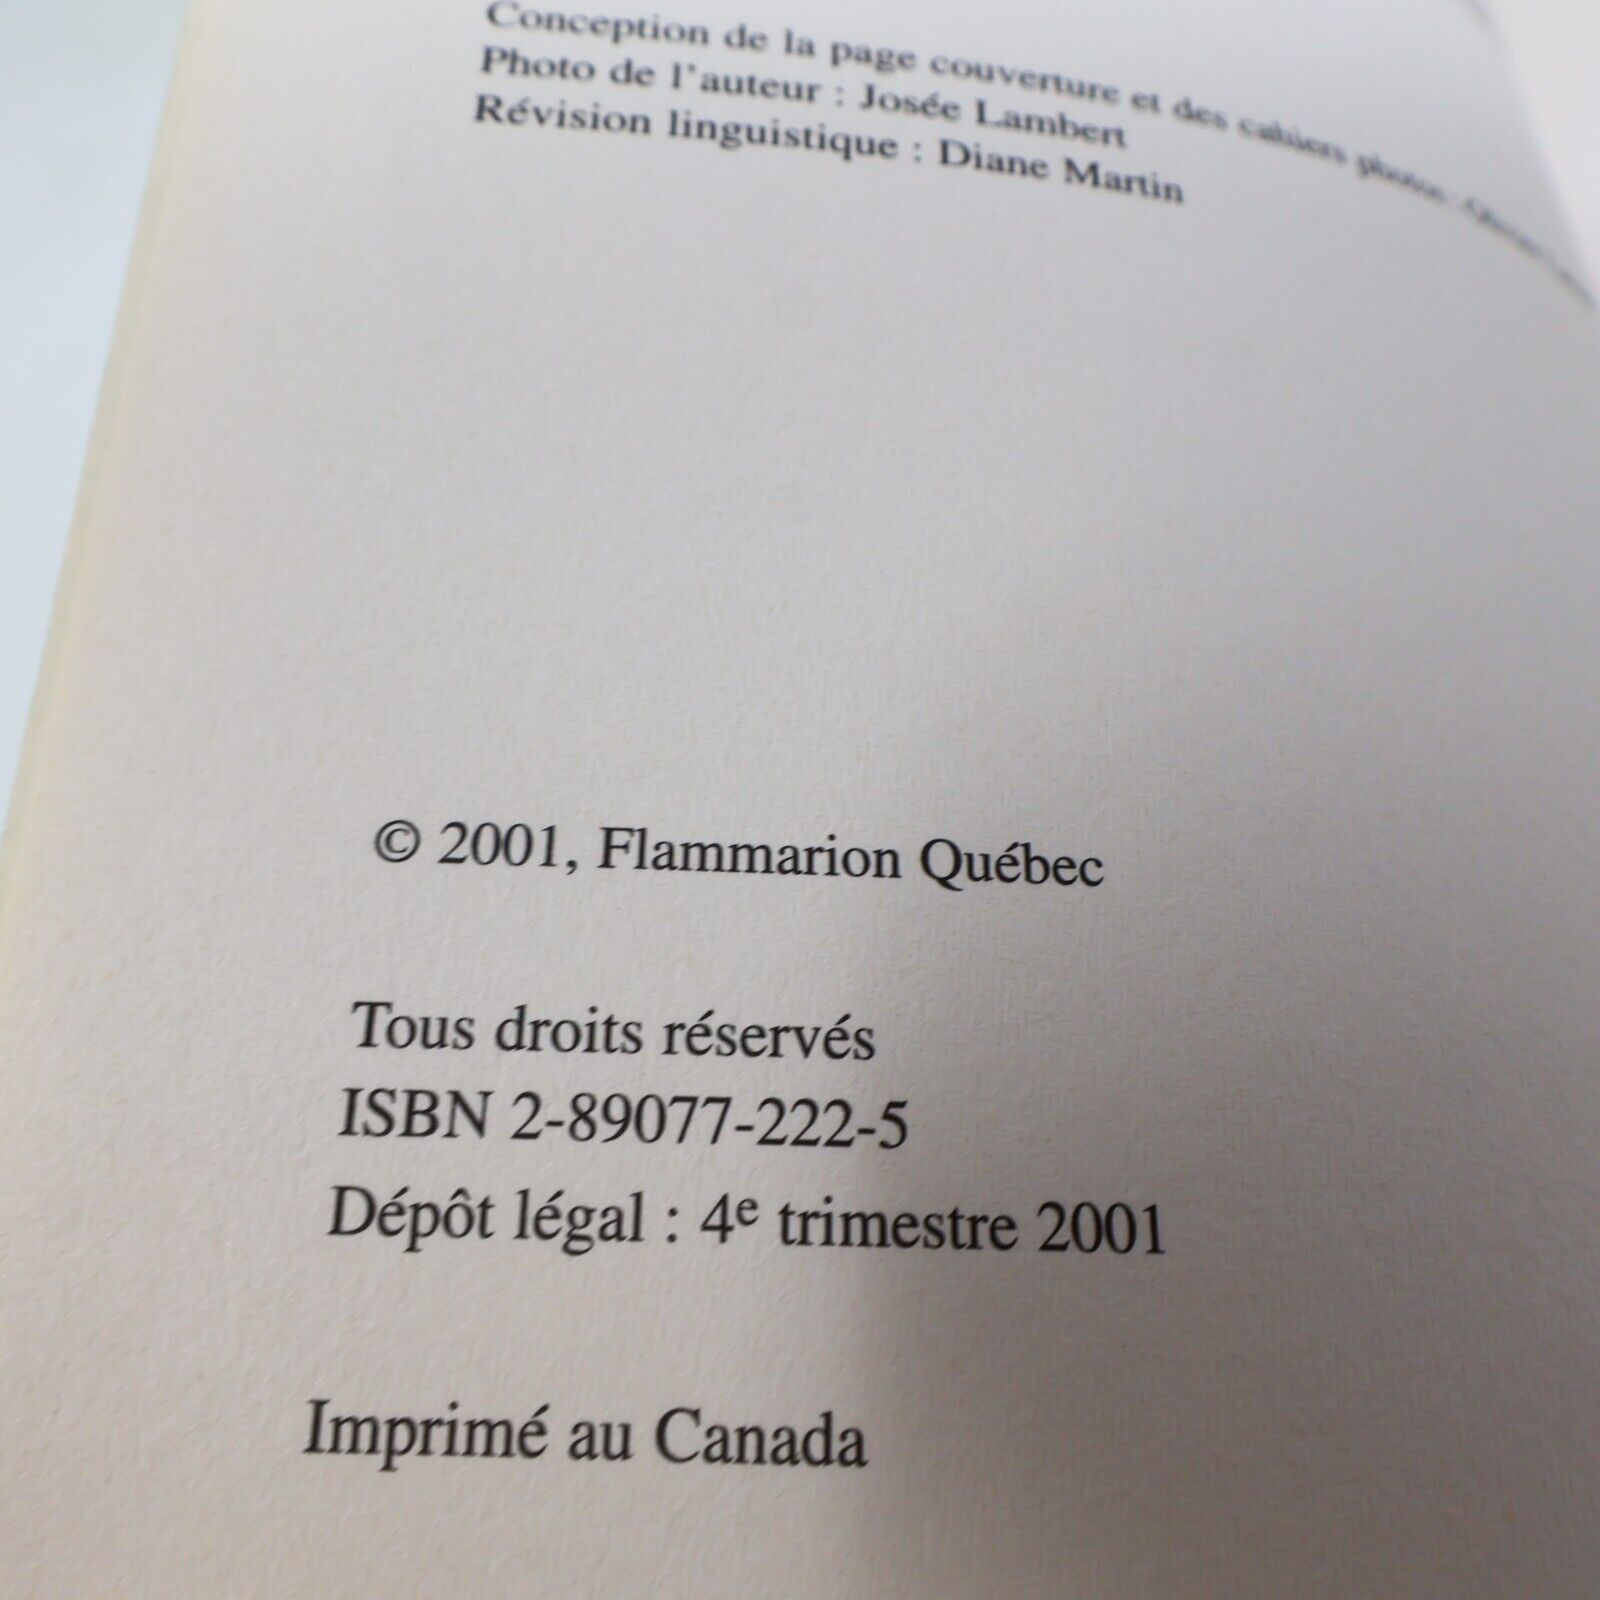 Conception de la page couverture et des cahiers photos
Photo de l'auteur : Josée Lambert
Révision linguistique : Diane Martin
© 2001, Flammarion Québec
Tous droits réservés
ISBN 2-89077-222-5
Dépôt légal : 4e trimestre 2001
Imprimé au Canada